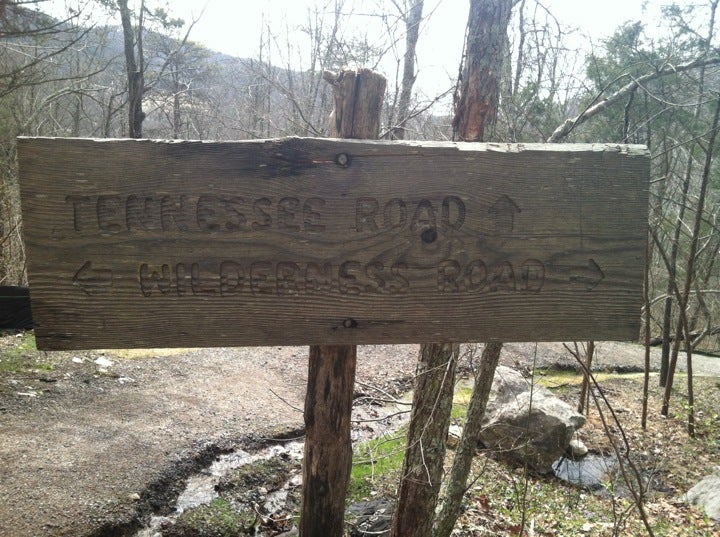 TENNESSEE ROAD ↑
← WILDERNESS ROAD →